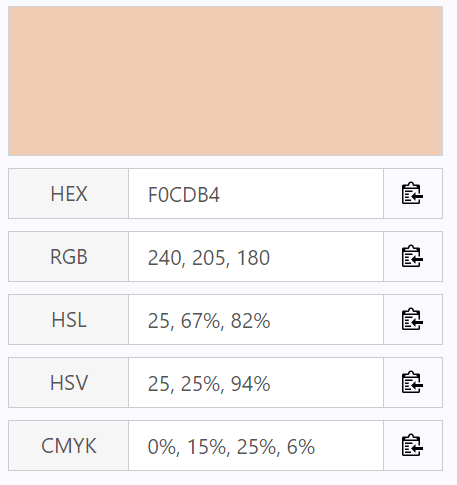 HEX F0CDB4
RGB 240, 205, 180
HSL 25, 67%, 82%
HSV 25, 25%, 94%
CMYK 0%, 15%, 25%, 6%